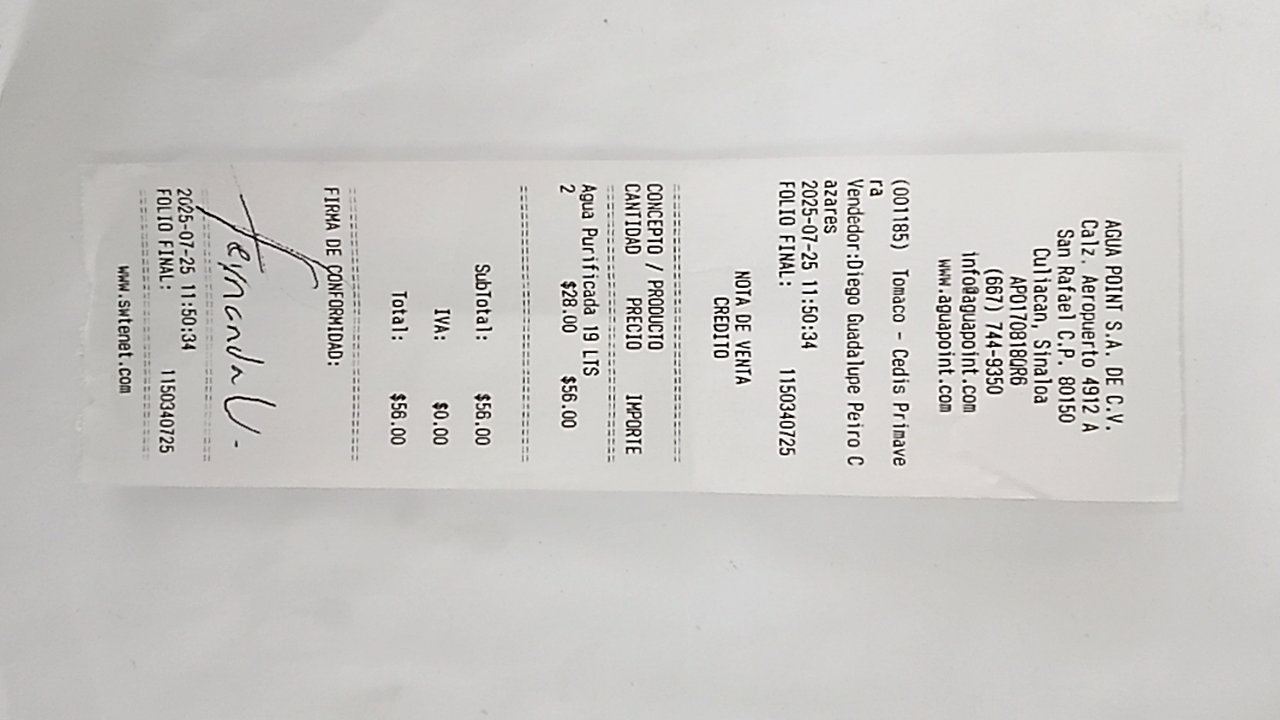 AGUA POINT S.A. DE C.V.
Calz. Aeropuerto 4912 A
San Rafael C.P. 80150
Culiacan, Sinaloa
APO170818QR6
(667) 744-9350
info@aguapoint.com
www.aguapoint.com
(001185) Tomaco - Cedis Primave
ra
Vendedor:Diego Guadalupe Peiro C
azares
2025-07-25 11:50:34
FOLIO FINAL: 1150340725
NOTA DE VENTA
CREDITO
================================
CONCEPTO / PRODUCTO
CANTIDAD PRECIO IMPORTE
================================
Agua Purificada 19 LTS
2 $28.00 $56.00
================================
SubTotal: $56.00
IVA: $0.00
Total: $56.00
================================
FIRMA DE CONFORMIDAD:
Fernanda L.
================================
2025-07-25 11:50:34
FOLIO FINAL: 1150340725
================================
www.swfenet.com